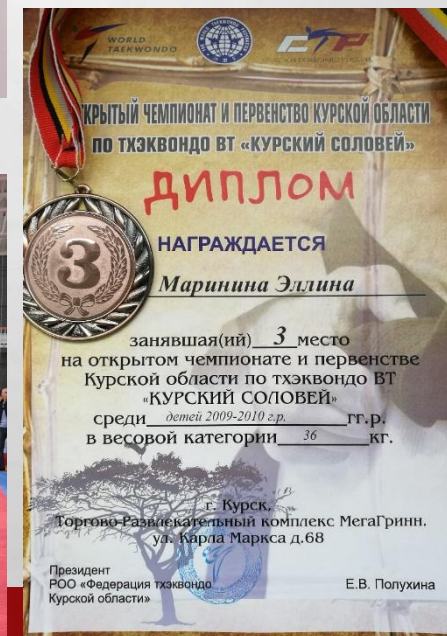 WORLD
TAEKWONDO
КРЫТЫЙ ЧЕМПИОНАТ И ПЕРВЕНСТВО КУРСКОЙ ОБЛАСТИ
ПО ТХЭКВОНДО ВТ «КУРСКИЙ СОЛОВЕЙ»
ДИПЛОМ
НАГРАЖДАЕТСЯ
3
Маринина Эллина
занявшая(ий) 3 место
на открытом чемпионате и первенстве
Курской области по тхэквондо ВТ
«КУРСКИЙ СОЛОВЕЙ»
среди детей 2009-2010 г.р. гг.р.
в весовой категории 36 кг.
г. Курск,
Торгово-Развлекательный комплекс МегаГринн.
ул. Карла Маркса д.68
Президент
РОО «Федерация тхэквондо
Курской области»
Е.В. Полухина